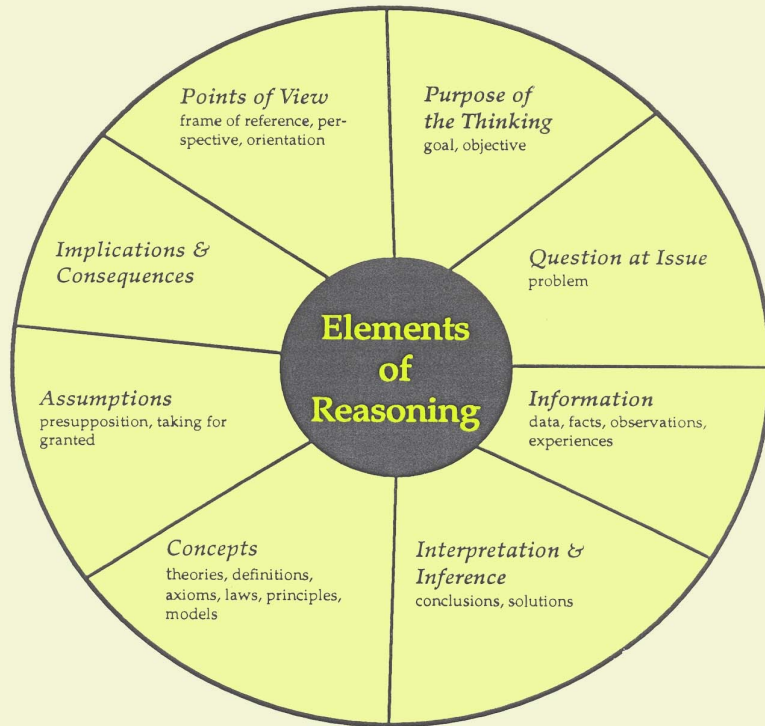 Points of View
frame of reference, per-
spective, orientation
Purpose of
the Thinking
goal, objective
Question at Issue
problem
Information
data, facts, observations,
experiences
Interpretation &
Inference
conclusions, solutions
Concepts
theories, definitions,
axioms, laws, principles,
models
Assumptions
presupposition, taking for
granted
Implications &
Consequences
Elements
of
Reasoning